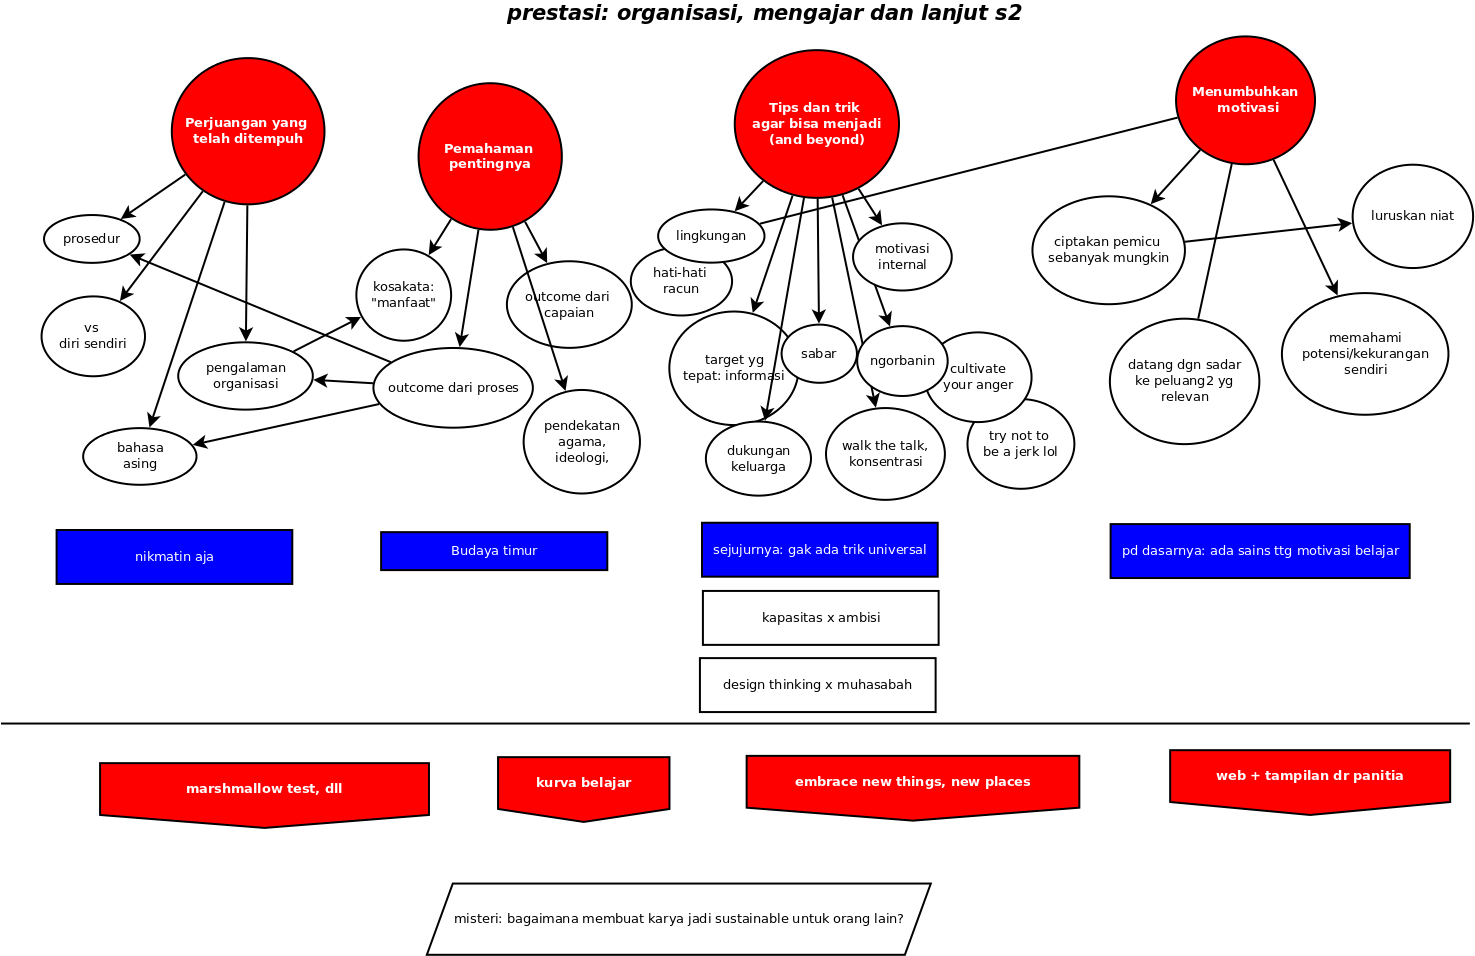 prestasi: organisasi, mengajar dan lanjut s2
Perjuangan yang
telah ditempuh
Pemahaman
pentingnya
Tips dan trik
agar bisa menjadi
(and beyond)
Menumbuhkan
motivasi
prosedur
vs
diri sendiri
pengalaman
organisasi
bahasa
asing
kosakata:
"manfaat"
outcome dari
capaian
outcome dari proses
pendekatan
agama,
ideologi,
lingkungan
hati-hati
racun
motivasi
internal
target yg
tepat: informasi
sabar
ngorbanin
cultivate
your anger
dukungan
keluarga
walk the talk,
konsentrasi
try not to
be a jerk lol
ciptakan pemicu
sebanyak mungkin
luruskan niat
datang dgn sadar
ke peluang2 yg
relevan
memahami
potensi/kekurangan
sendiri
nikmatin aja
Budaya timur
sejujurnya: gak ada trik universal
pd dasarnya: ada sains ttg motivasi belajar
kapasitas x ambisi
design thinking x muhasabah
marshmallow test, dll
kurva belajar
embrace new things, new places
web + tampilan dr panitia
misteri: bagaimana membuat karya jadi sustainable untuk orang lain?